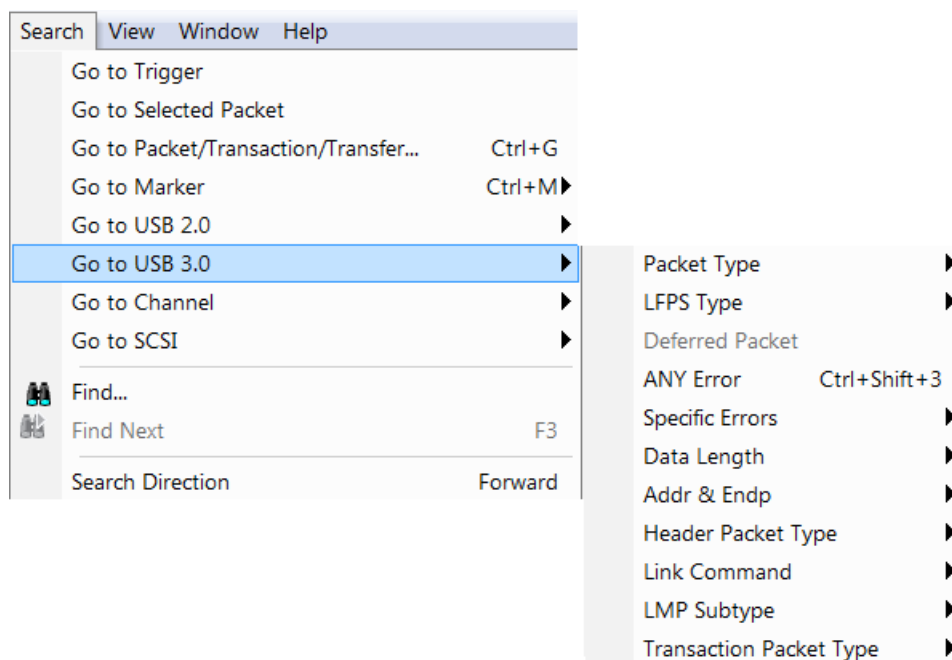 Search View Window Help
Go to Trigger
Go to Selected Packet
Go to Packet/Transaction/Transfer... Ctrl+G
Go to Marker Ctrl+M
Go to USB 2.0
Go to USB 3.0
Go to Channel
Go to SCSI
Find...
Find Next F3
Search Direction Forward
Packet Type
LFPS Type
Deferred Packet
ANY Error Ctrl+Shift+3
Specific Errors
Data Length
Addr & Endp
Header Packet Type
Link Command
LMP Subtype
Transaction Packet Type